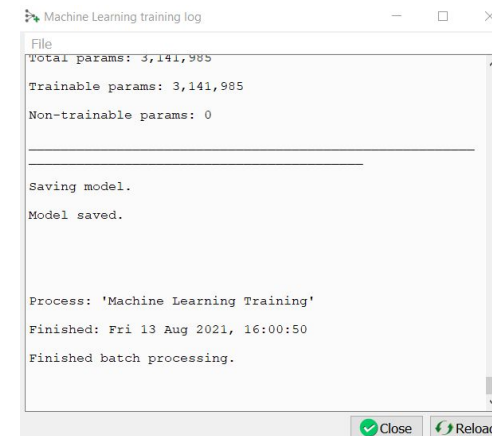 Machine Learning training log
File
Total params: 3,141,985
Trainable params: 3,141,985
Non-trainable params: 0
Saving model.
Model saved.
Process: 'Machine Learning Training'
Finished: Fri 13 Aug 2021, 16:00:50
Finished batch processing.
Close
Reload